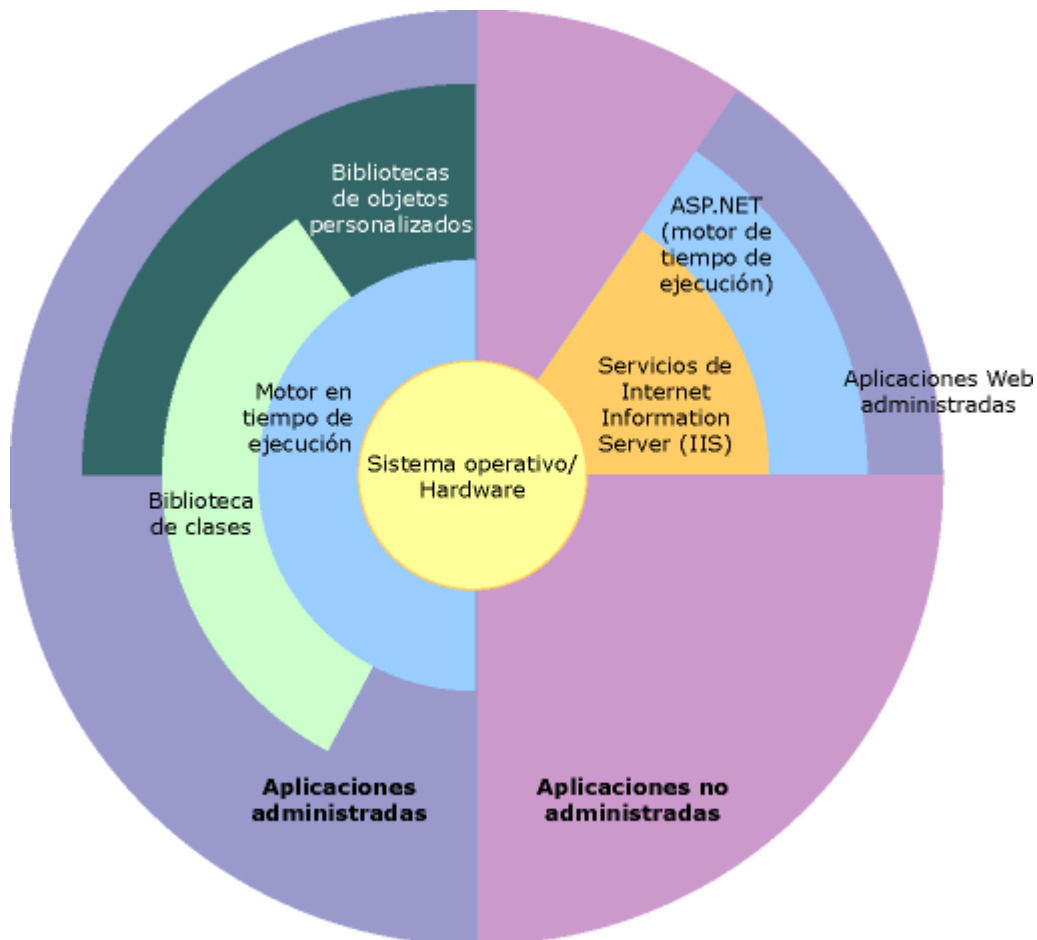 Bibliotecas
de objetos
personalizados
ASP.NET
(motor de
tiempo de
ejecución)
Servicios de
Internet
Information
Server (IIS)
Aplicaciones Web
administradas
Motor en
tiempo de
ejecución
Sistema operativo/
Hardware
Biblioteca
de clases
Aplicaciones
administradas
Aplicaciones no
administradas